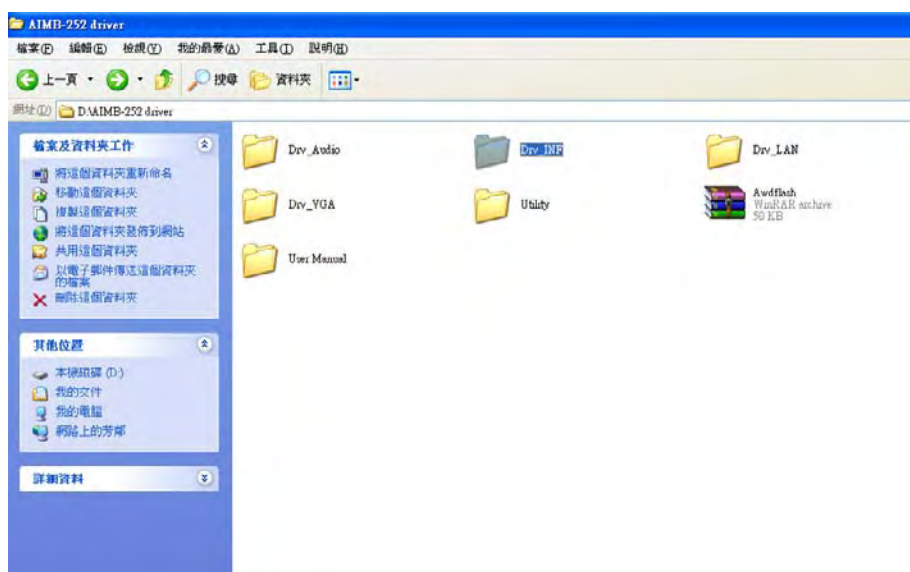 AIMB-252 driver
檔案(F) 編輯(E) 檢視(V) 我的最愛(A) 工具(T) 說明(H)
上一頁 搜尋 資料夾
網址(D) D:\AIMB-252 driver
檔案及資料夾工作
將這個資料夾重新命名
移動這個資料夾
複製這個資料夾
將這個資料夾發佈到網站
共用這個資料夾
以電子郵件傳送這個資料夾
的檔案
刪除這個資料夾
其他位置
本機磁碟 (D:)
我的文件
我的電腦
網路上的芳鄰
詳細資料
Drv_Audio
Drv_INF
Drv_LAN
Drv_VGA
Utility
Awdflash
WinRAR archive
50 KB
User Manual